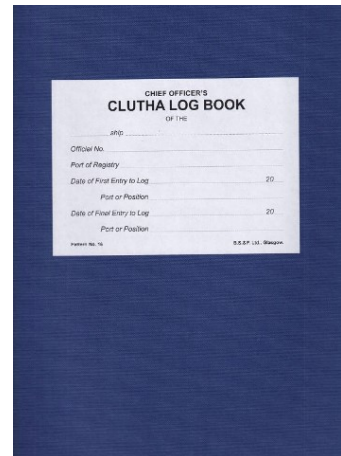 CHIEF OFFICER'S
CLUTHA LOG BOOK
OF THE
ship
Official No.
Port of Registry
Date of First Entry to Log 20
Port or Position
Date of Final Entry to Log 20
Port or Position
Pattern No. 16 B.S.&P. Ltd., Glasgow